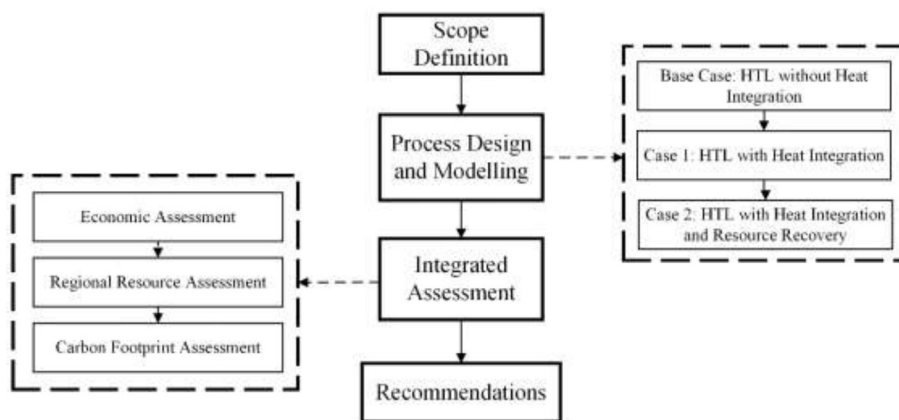 Scope
Definition
Process Design
and Modelling
Integrated
Assessment
Recommendations
Base Case: HTL without Heat
Integration
Case 1: HTL with Heat Integration
Case 2: HTL with Heat Integration
and Resource Recovery
Economic Assessment
Regional Resource Assessment
Carbon Footprint Assessment